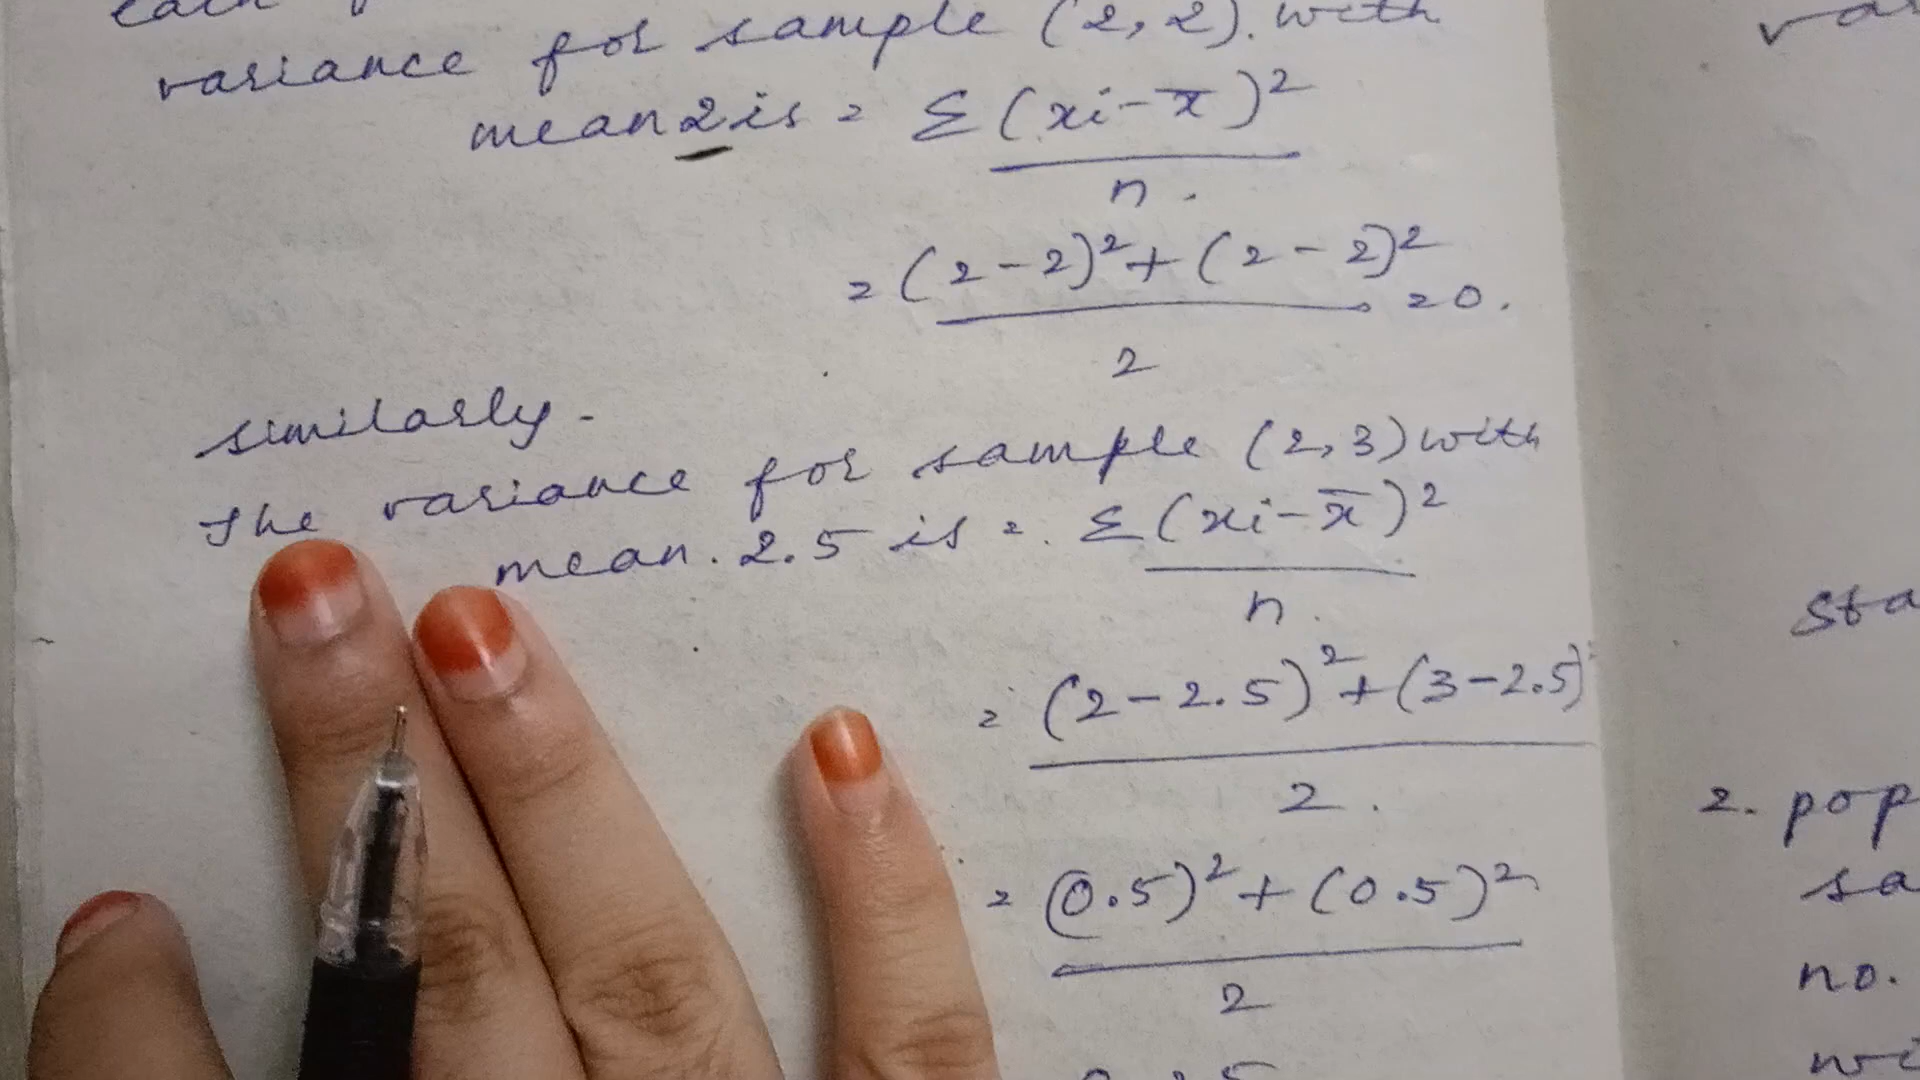 each
variance for sample (2,2). with
mean 2 is = Σ(xi-x̄)²
n.
= (2-2)²+(2-2)² = 0.
2
Similarly-
The variance for sample (2,3) with
mean. 2.5 is = Σ(xi-x̄)²
n.
= (2-2.5)²+(3-2.5)
2.
= (0.5)²+(0.5)²
2
sta
2. pop
sa
no.
wi